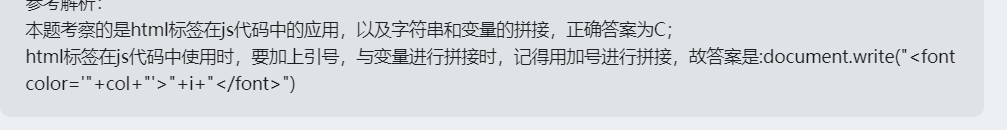 参考解析：
本题考察的是html标签在js代码中的应用，以及字符串和变量的拼接，正确答案为C；
html标签在js代码中使用时，要加上引号，与变量进行拼接时，记得用加号进行拼接，故答案是:document.write("<font
color='"+col+"'>"+i+"</font>")